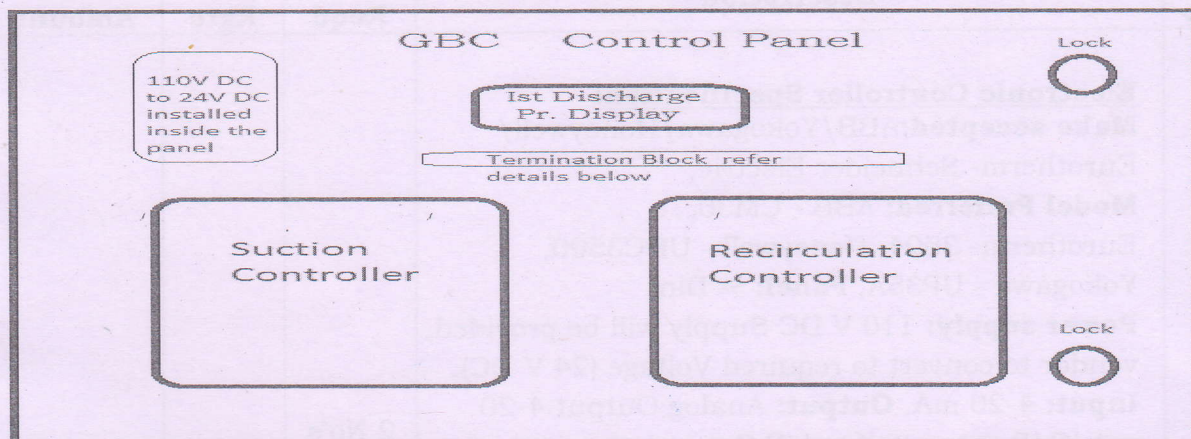 GBC Control Panel
Lock
110V DC
to 24V DC
installed
inside the
panel
Ist Discharge
Pr. Display
Termination Block refer
details below
Suction
Controller
Recirculation
Controller
Lock